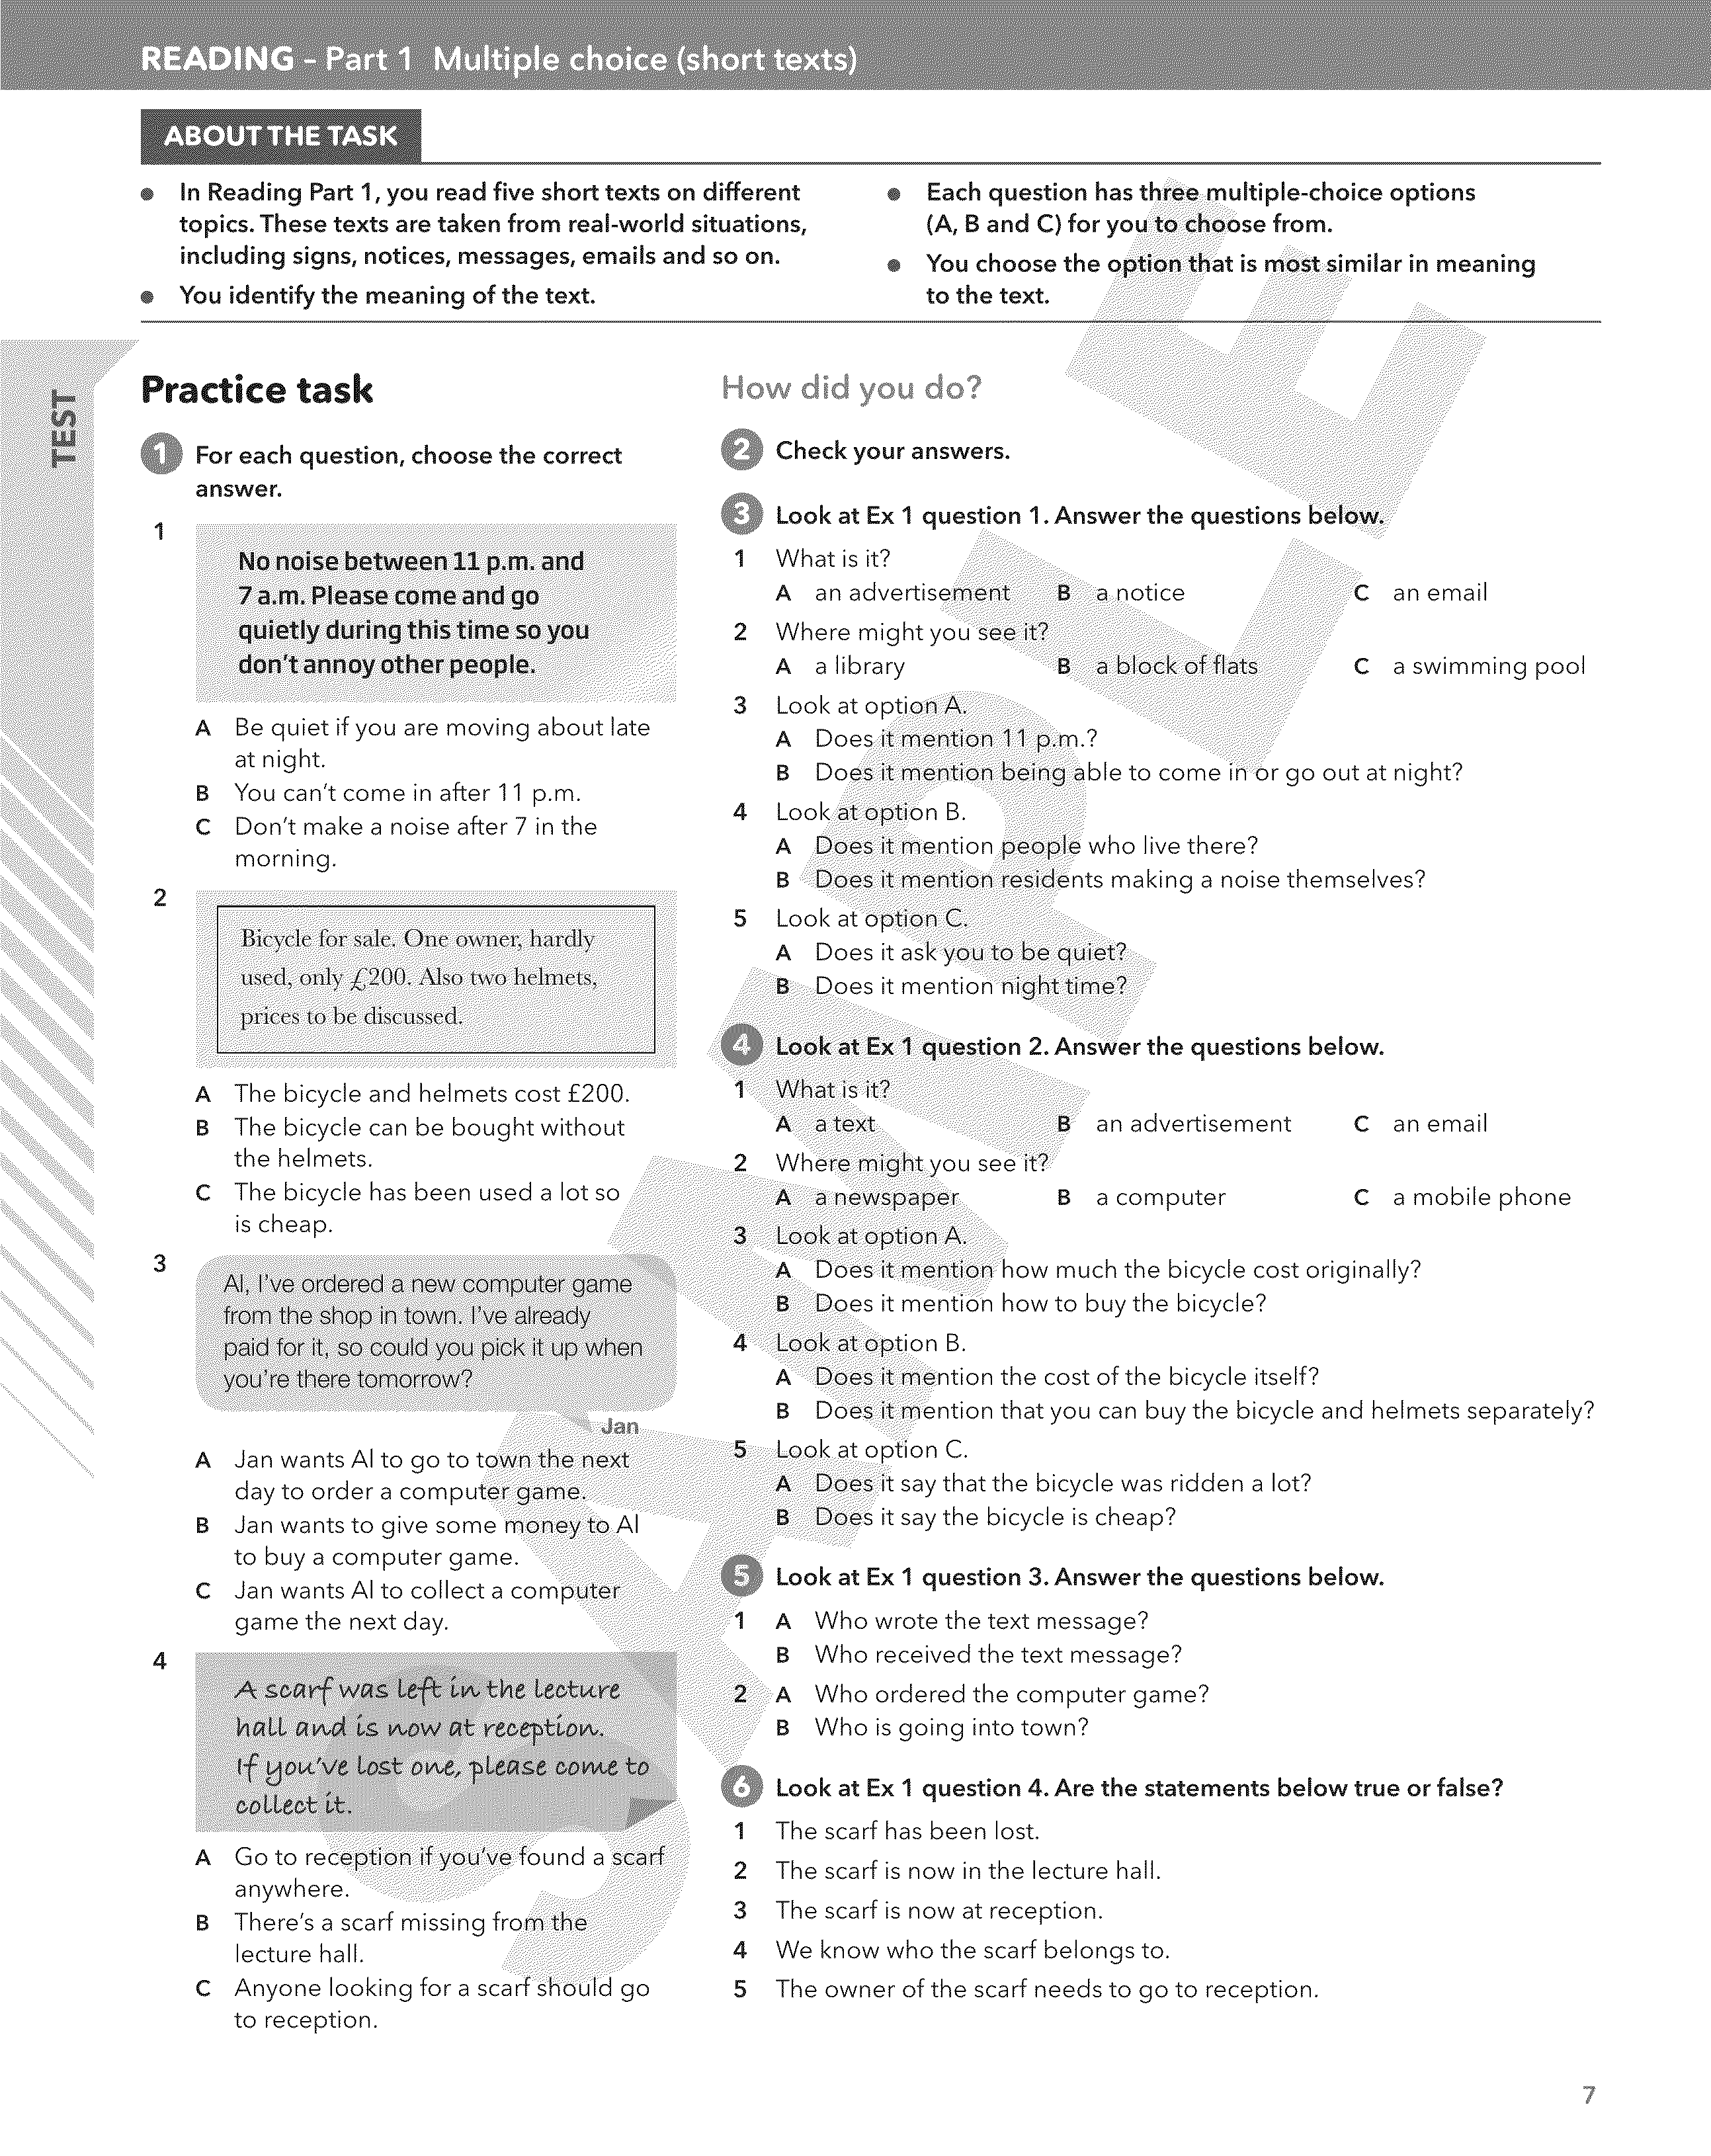 READING – Part 1 Multiple choice (short texts)
ABOUT THE TASK
● In Reading Part 1, you read five short texts on different
topics. These texts are taken from real-world situations,
including signs, notices, messages, emails and so on.
● You identify the meaning of the text.
● Each question has three multiple-choice options
(A, B and C) for you to choose from.
● You choose the option that is most similar in meaning
to the text.
TEST
Practice task
1 For each question, choose the correct
answer.
1
No noise between 11 p.m. and
7 a.m. Please come and go
quietly during this time so you
don't annoy other people.
A Be quiet if you are moving about late
at night.
B You can't come in after 11 p.m.
C Don't make a noise after 7 in the
morning.
2
Bicycle for sale. One owner, hardly
used, only £200. Also two helmets,
prices to be discussed.
A The bicycle and helmets cost £200.
B The bicycle can be bought without
the helmets.
C The bicycle has been used a lot so
is cheap.
3
Al, I've ordered a new computer game
from the shop in town. I've already
paid for it, so could you pick it up when
you're there tomorrow?
Jan
A Jan wants Al to go to town the next
day to order a computer game.
B Jan wants to give some money to Al
to buy a computer game.
C Jan wants Al to collect a computer
game the next day.
4
A scarf was left in the lecture
hall and is now at reception.
If you've lost one, please come to
collect it.
A Go to reception if you've found a scarf
anywhere.
B There's a scarf missing from the
lecture hall.
C Anyone looking for a scarf should go
to reception.
How did you do?
2 Check your answers.
3 Look at Ex 1 question 1. Answer the questions below.
1 What is it?
A an advertisement B a notice C an email
2 Where might you see it?
A a library B a block of flats C a swimming pool
3 Look at option A.
A Does it mention 11 p.m.?
B Does it mention being able to come in or go out at night?
4 Look at option B.
A Does it mention people who live there?
B Does it mention residents making a noise themselves?
5 Look at option C.
A Does it ask you to be quiet?
B Does it mention night time?
4 Look at Ex 1 question 2. Answer the questions below.
1 What is it?
A a text B an advertisement C an email
2 Where might you see it?
A a newspaper B a computer C a mobile phone
3 Look at option A.
A Does it mention how much the bicycle cost originally?
B Does it mention how to buy the bicycle?
4 Look at option B.
A Does it mention the cost of the bicycle itself?
B Does it mention that you can buy the bicycle and helmets separately?
5 Look at option C.
A Does it say that the bicycle was ridden a lot?
B Does it say the bicycle is cheap?
5 Look at Ex 1 question 3. Answer the questions below.
1 A Who wrote the text message?
B Who received the text message?
2 A Who ordered the computer game?
B Who is going into town?
6 Look at Ex 1 question 4. Are the statements below true or false?
1 The scarf has been lost.
2 The scarf is now in the lecture hall.
3 The scarf is now at reception.
4 We know who the scarf belongs to.
5 The owner of the scarf needs to go to reception.
SAMPLE
7